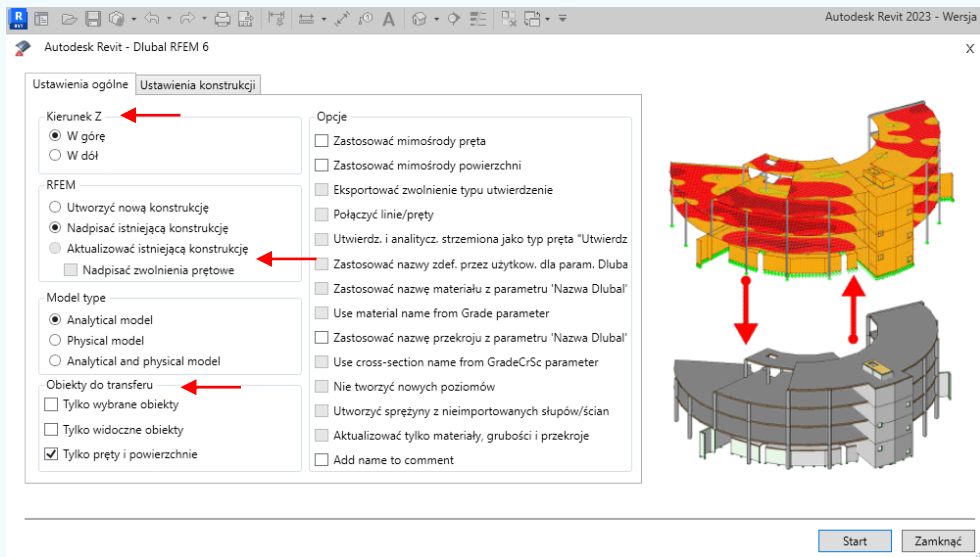 R
RVT
A
Autodesk Revit 2023 - Wersja
Autodesk Revit - Dlubal RFEM 6
X
Ustawienia ogólne
Ustawienia konstrukcji
Kierunek Z
W górę
W dół
RFEM
Utworzyć nową konstrukcję
Nadpisać istniejącą konstrukcję
Aktualizować istniejącą konstrukcję
Nadpisać zwolnienia prętowe
Model type
Analytical model
Physical model
Analytical and physical model
Obiekty do transferu
Tylko wybrane obiekty
Tylko widoczne obiekty
Tylko pręty i powierzchnie
Opcje
Zastosować mimośrody pręta
Zastosować mimośrody powierzchni
Eksportować zwolnienie typu utwierdzenie
Połączyć linie/pręty
Utwierdz. i analitycz. strzemiona jako typ pręta "Utwierdz
Zastosować nazwy zdef. przez użytkow. dla param. Dluba
Zastosować nazwę materiału z parametru 'Nazwa Dlubal'
Use material name from Grade parameter
Zastosować nazwę przekroju z parametru 'Nazwa Dlubal'
Use cross-section name from GradeCrSc parameter
Nie tworzyć nowych poziomów
Utworzyć sprężyny z nieimportowanych słupów/ścian
Aktualizować tylko materiały, grubości i przekroje
Add name to comment
Start
Zamknąć